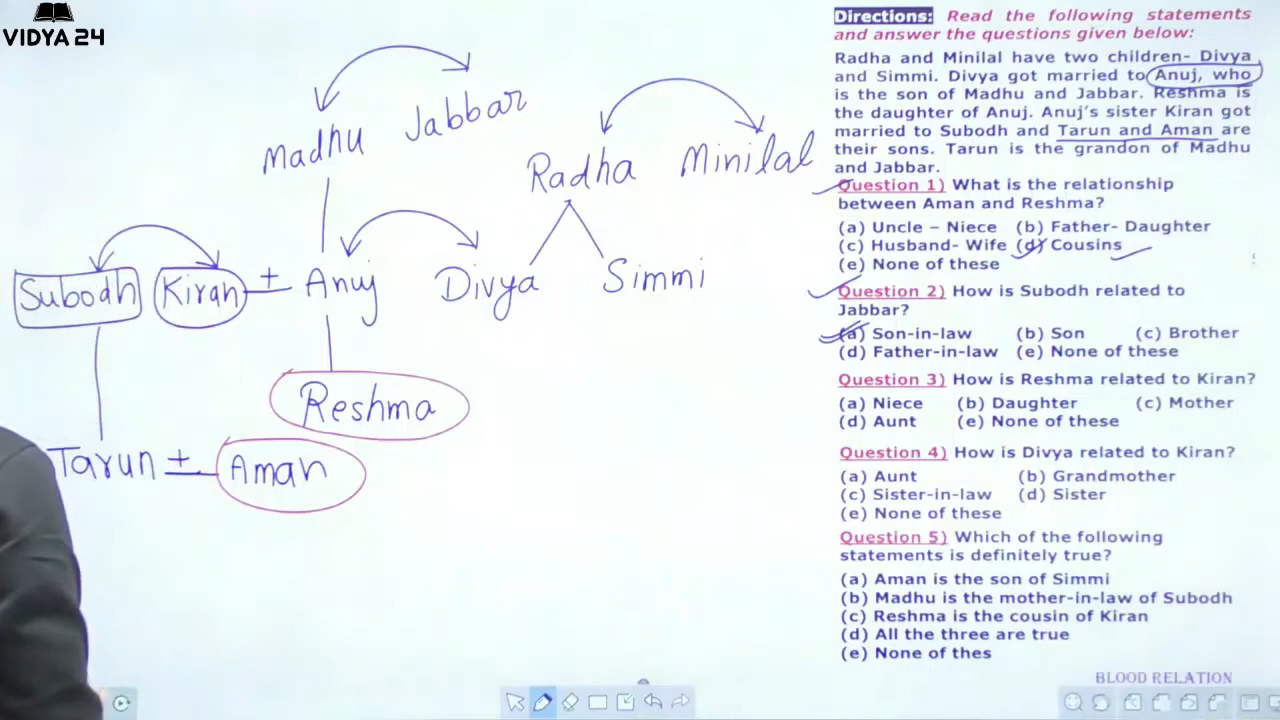 VIDYA 24
Madhu Jabbar
Radha Minilal
Subodh Kiran ± Anuj Divya Simmi
Reshma
Tarun ± Aman
Directions: Read the following statements
and answer the questions given below:
Radha and Minilal have two children- Divya
and Simmi. Divya got married to Anuj, who
is the son of Madhu and Jabbar. Reshma is
the daughter of Anuj. Anuj's sister Kiran got
married to Subodh and Tarun and Aman are
their sons. Tarun is the grandon of Madhu
and Jabbar.
Question 1) What is the relationship
between Aman and Reshma?
(a) Uncle – Niece (b) Father- Daughter
(c) Husband- Wife (d) Cousins
(e) None of these
Question 2) How is Subodh related to
Jabbar?
(a) Son-in-law (b) Son (c) Brother
(d) Father-in-law (e) None of these
Question 3) How is Reshma related to Kiran?
(a) Niece (b) Daughter (c) Mother
(d) Aunt (e) None of these
Question 4) How is Divya related to Kiran?
(a) Aunt (b) Grandmother
(c) Sister-in-law (d) Sister
(e) None of these
Question 5) Which of the following
statements is definitely true?
(a) Aman is the son of Simmi
(b) Madhu is the mother-in-law of Subodh
(c) Reshma is the cousin of Kiran
(d) All the three are true
(e) None of thes
BLOOD RELATION